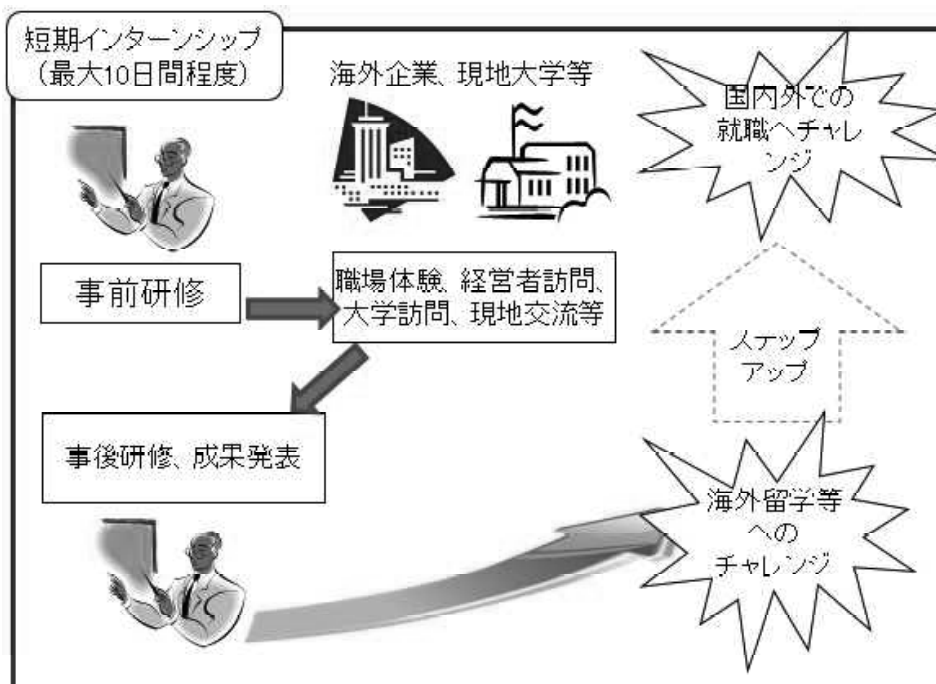 短期インターンシップ
（最大10日間程度）
海外企業、現地大学等
国内外での
就職へチャレ
ンジ
事前研修
職場体験、経営者訪問、
大学訪問、現地交流等
ステップ
アップ
事後研修、成果発表
海外留学等
への
チャレンジ